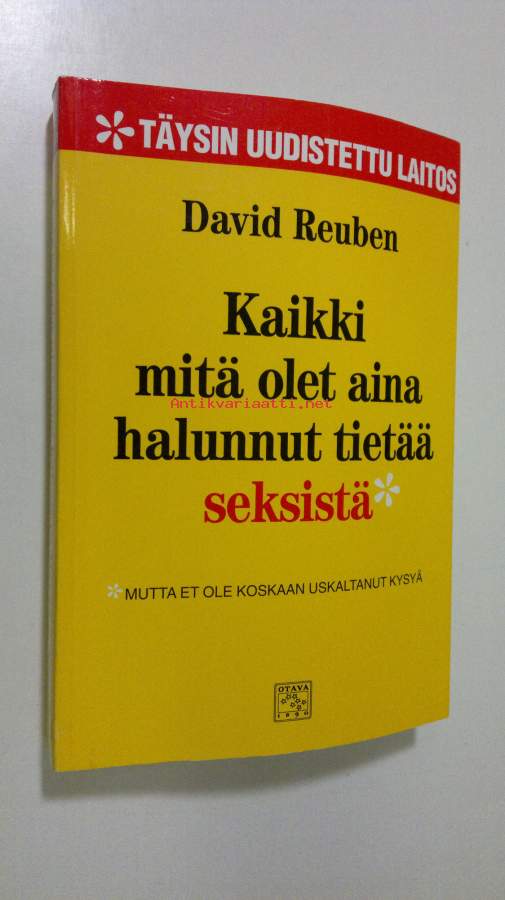 *TÄYSIN UUDISTETTU LAITOS
David Reuben
Kaikki
mitä olet aina
Antikvariaatti.net
halunnut tietää
seksistä*
*MUTTA ET OLE KOSKAAN USKALTANUT KYSYÄ
OTAVA
1890